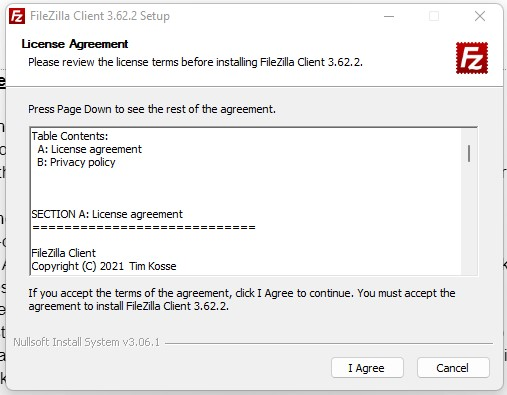 FileZilla Client 3.62.2 Setup
License Agreement
Please review the license terms before installing FileZilla Client 3.62.2.
Fz
Press Page Down to see the rest of the agreement.
Table Contents:
A: License agreement
B: Privacy policy
SECTION A: License agreement
============================
FileZilla Client
Copyright (C) 2021 Tim Kosse
If you accept the terms of the agreement, click I Agree to continue. You must accept the
agreement to install FileZilla Client 3.62.2.
Nullsoft Install System v3.06.1
I Agree
Cancel